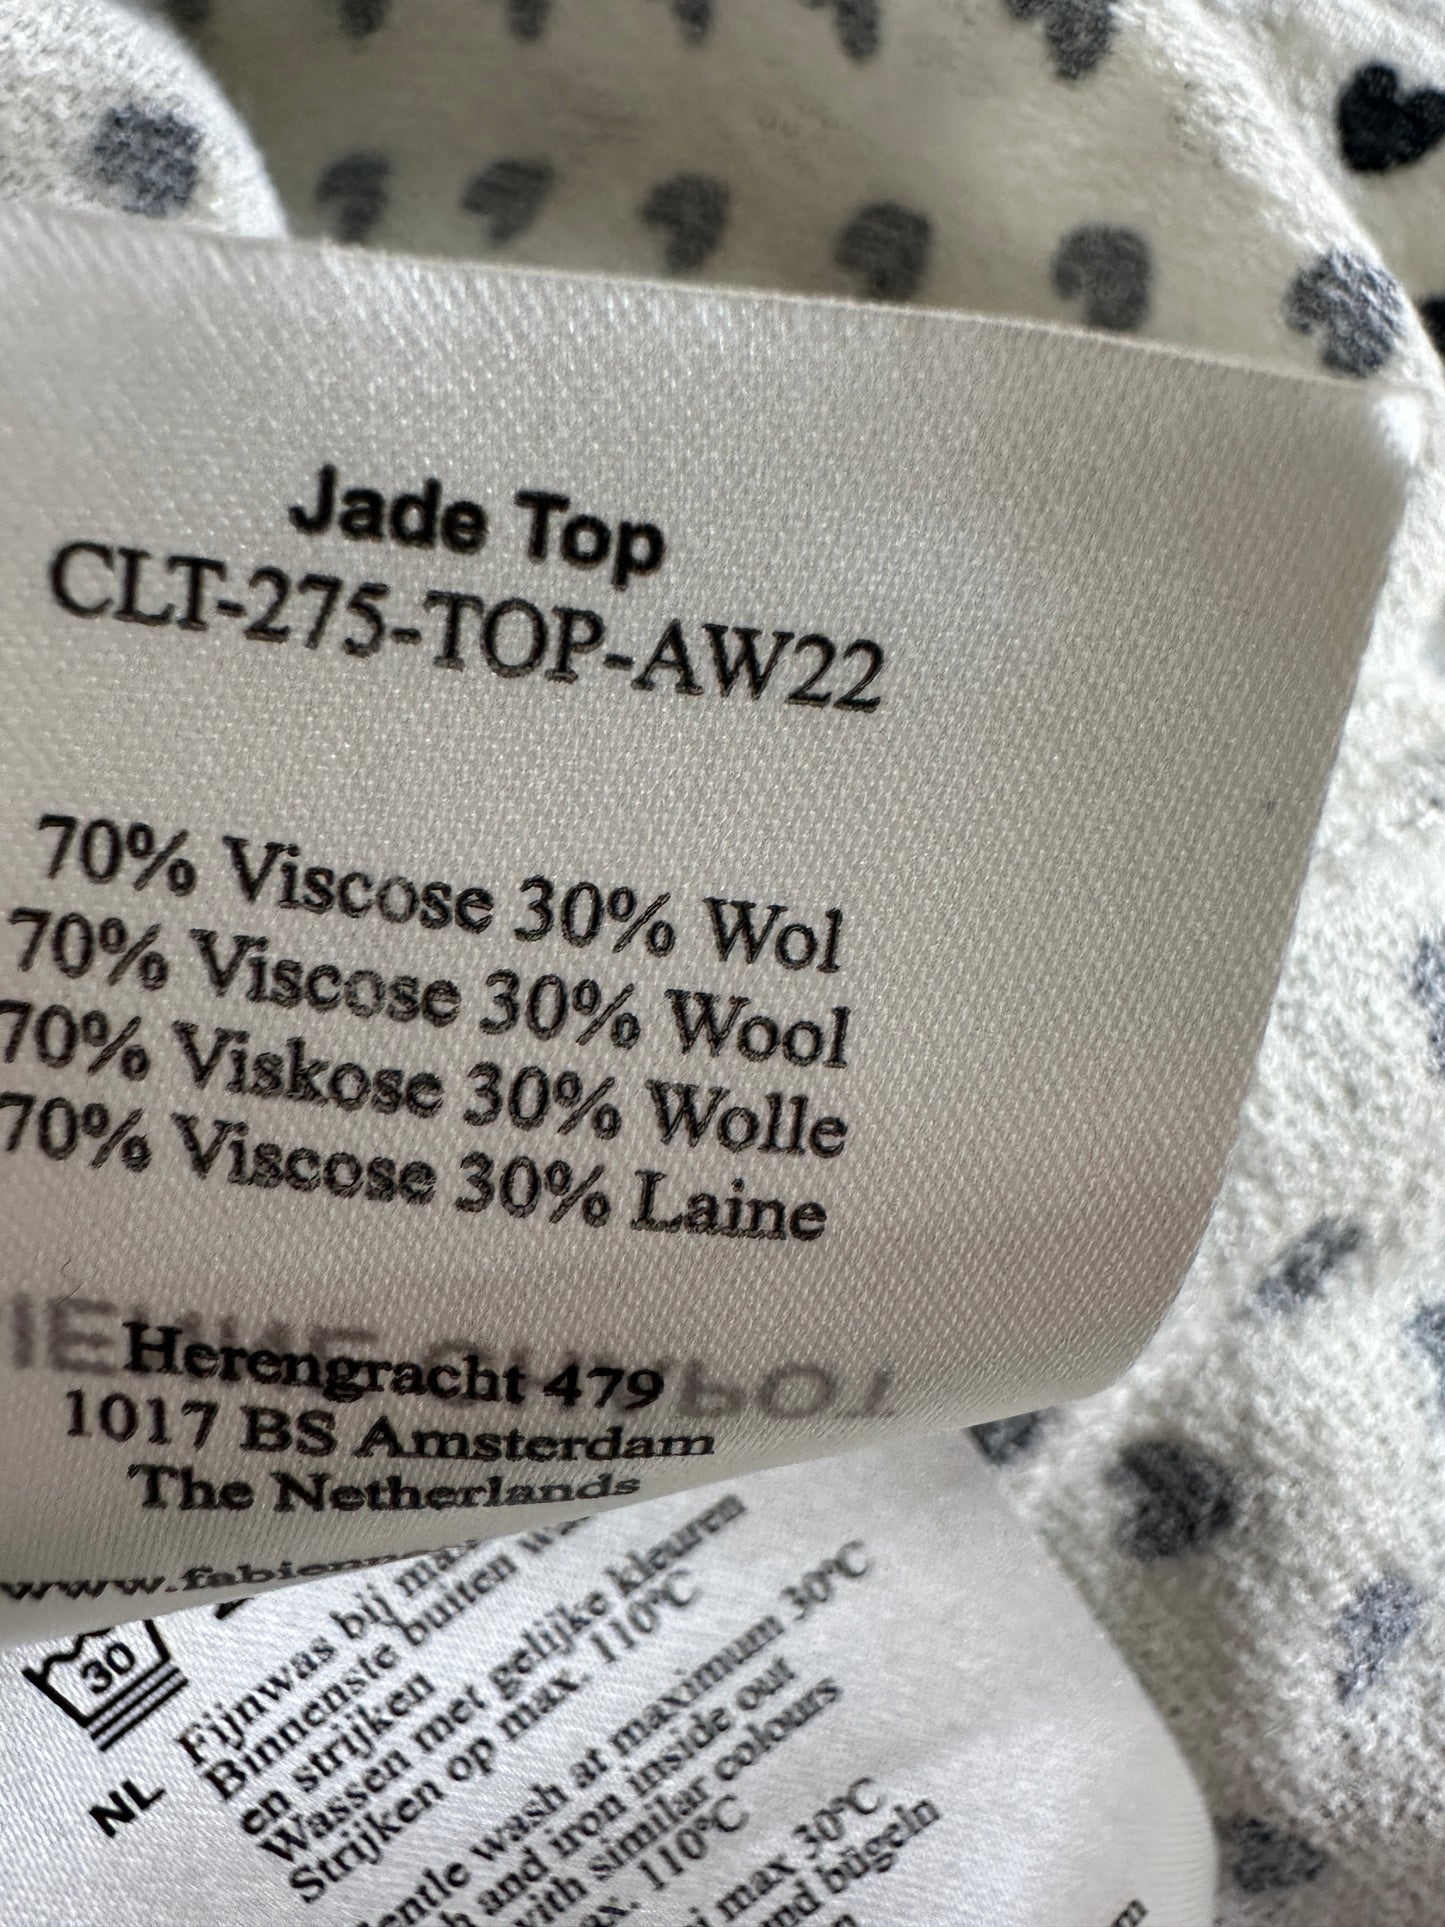 Jade Top
CLT-275-TOP-AW22
70% Viscose 30% Wol
70% Viscose 30% Wool
70% Viskose 30% Wolle
70% Viscose 30% Laine
Herengracht 479
1017 BS Amsterdam
The Netherlands
30
NL
Fijnwas bij
Binnenste buiten
en strijken
Wassen met gelijke kleuren
Strijken op max. 110°C
wash at maximum 30°C
and iron inside out
with similar colours
110°C
max 30°C
bügeln